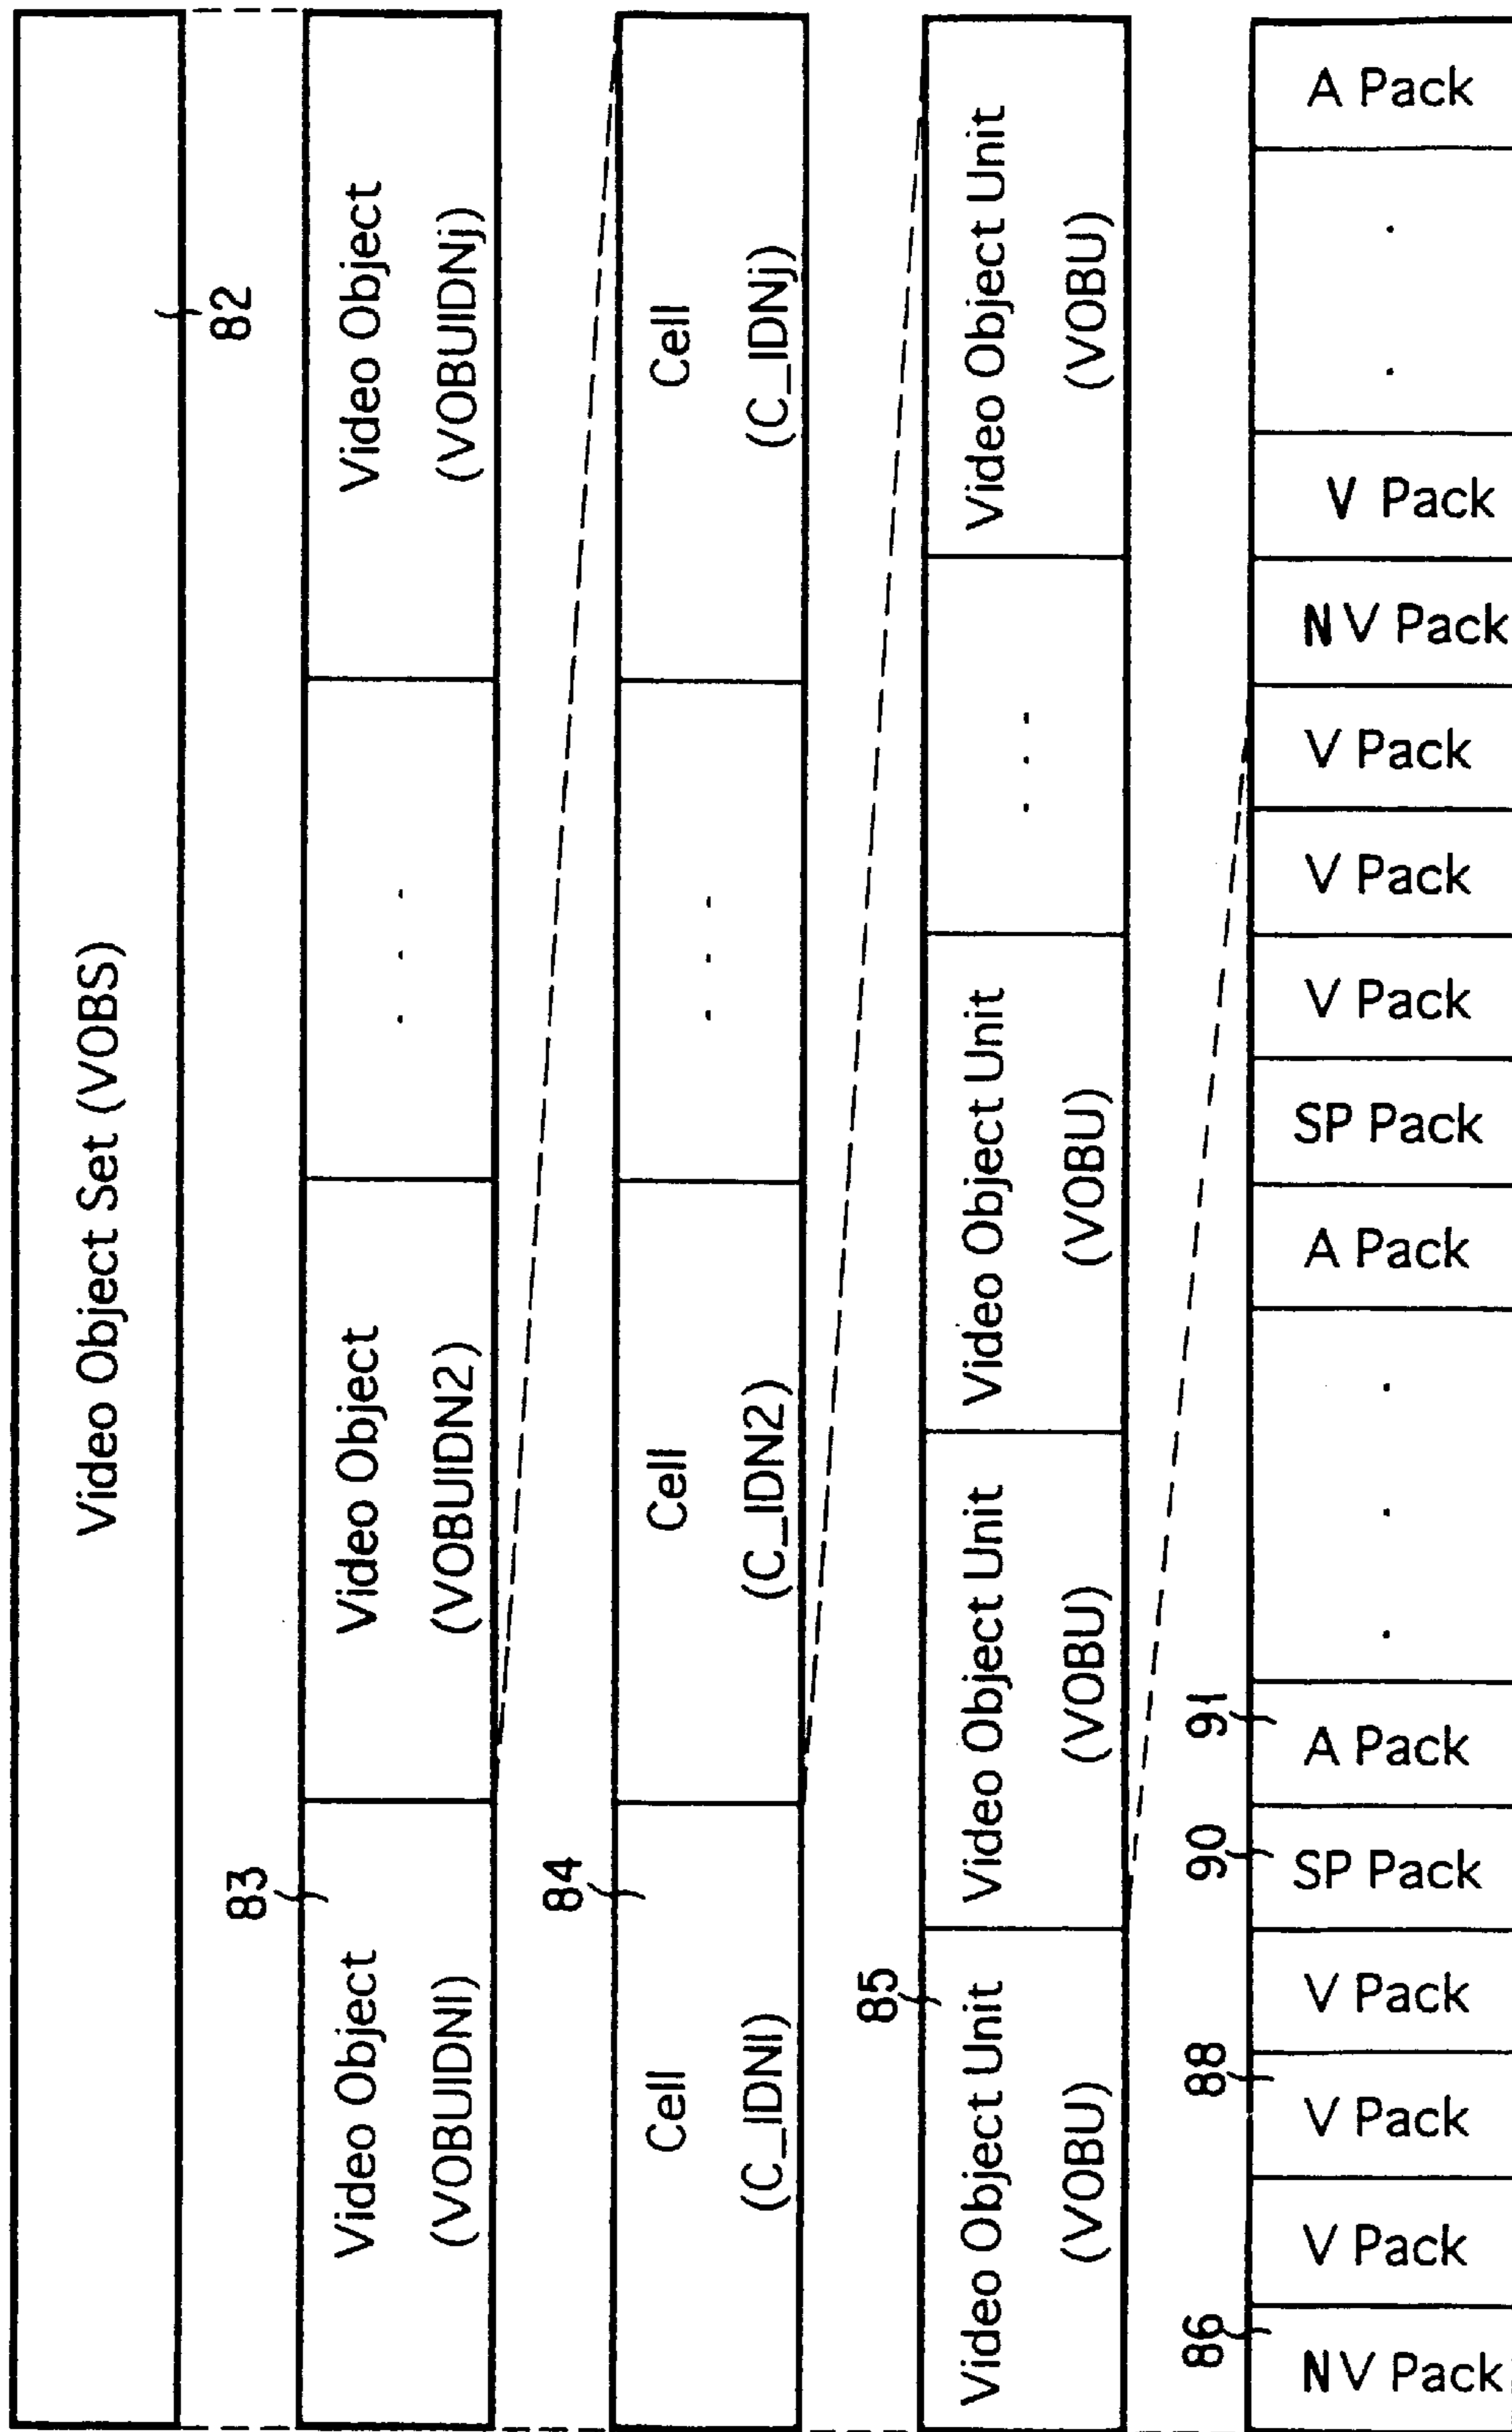 Video Object Set (VOBS)
83
82
Video Object
(VOBUIDNI)
Video Object
(VOBUIDN2)
. . .
Video Object
(VOBUIDNj)
84
Cell
(C_IDNI)
Cell
(C_IDN2)
. . .
Cell
(C_IDNj)
85
Video Object Unit
(VOBU)
Video Object Unit
(VOBU)
Video Object Unit
(VOBU)
. . .
Video Object Unit
(VOBU)
86
88
90
91
NV Pack
V Pack
V Pack
V Pack
SP Pack
A Pack
. . .
A Pack
SP Pack
V Pack
V Pack
V Pack
NV Pack
V Pack
. .
A Pack